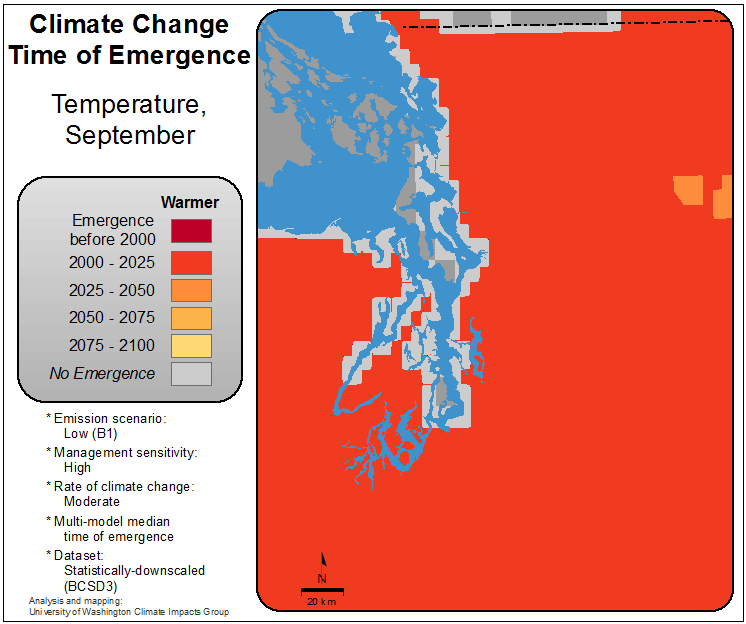 Climate Change
Time of Emergence
Temperature,
September
Warmer
Emergence
before 2000
2000 - 2025
2025 - 2050
2050 - 2075
2075 - 2100
No Emergence
* Emission scenario:
Low (B1)
* Management sensitivity:
High
* Rate of climate change:
Moderate
* Multi-model median
time of emergence
* Dataset:
Statistically-downscaled
(BCSD3)
Analysis and mapping:
University of Washington Climate Impacts Group
N
20 km